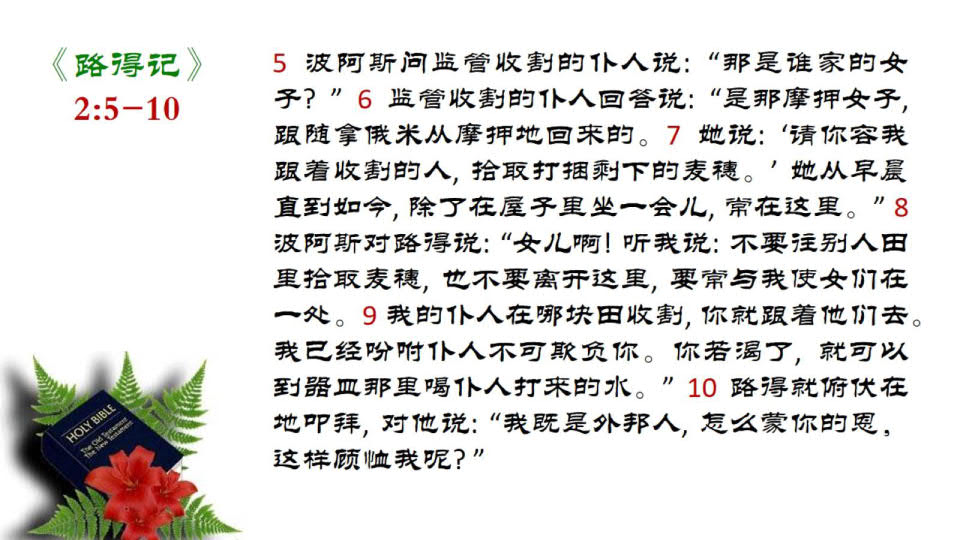 《路得记》
2:5-10
5 波阿斯问监管收割的仆人说：“那是谁家的女
子？”6 监管收割的仆人回答说：“是那摩押女子，
跟随拿俄米从摩押地回来的。7 她说：‘请你容我
跟着收割的人，拾取打捆剩下的麦穗。’她从早晨
直到如今，除了在屋子里坐一会儿，常在这里。”8
波阿斯对路得说：“女儿啊！听我说：不要往别人田
里拾取麦穗，也不要离开这里，要常与我使女们在
一处。9 我的仆人在哪块田收割，你就跟着他们去。
我已经吩咐仆人不可欺负你。你若渴了，就可以
到器皿那里喝仆人打来的水。”10 路得就俯伏在
地叩拜，对他说：“我既是外邦人，怎么蒙你的恩，
这样顾恤我呢？”
HOLY BIBLE
The Old Testament
The New Testament